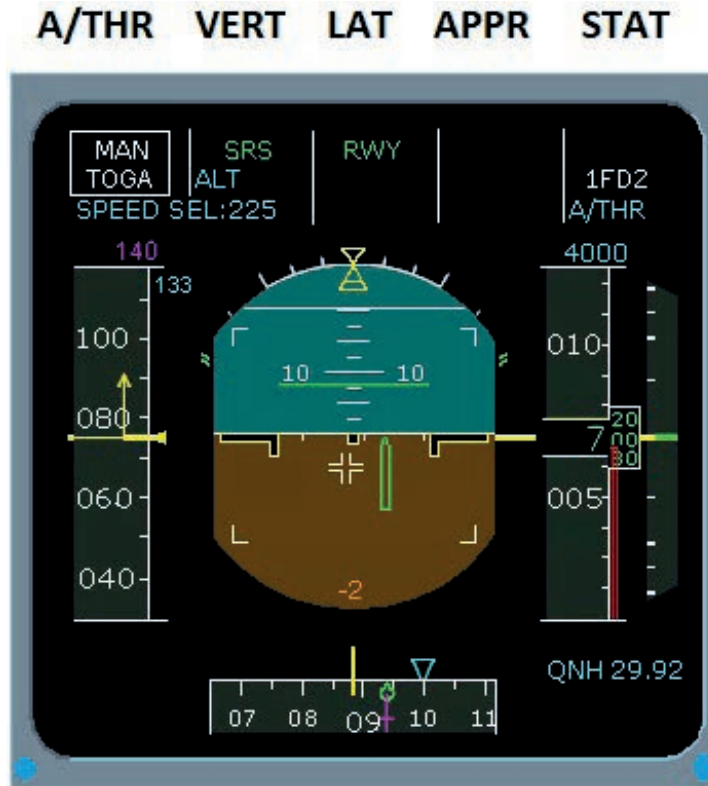 A/THR VERT LAT APPR STAT
MAN SRS RWY
TOGA ALT 1FD2
SPEED SEL:225 A/THR
140 4000
133
100 010
10 10
080 20
7 00
80
060 005
040
-2
QNH 29.92
07 08 09 10 11